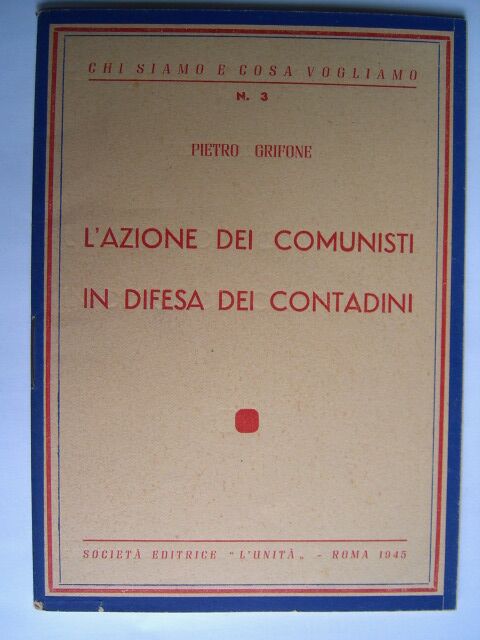 CHI SIAMO E COSA VOGLIAMO
N. 3
PIETRO GRIFONE
L'AZIONE DEI COMUNISTI
IN DIFESA DEI CONTADINI
SOCIETÀ EDITRICE "L'UNITÀ„ - ROMA 1945